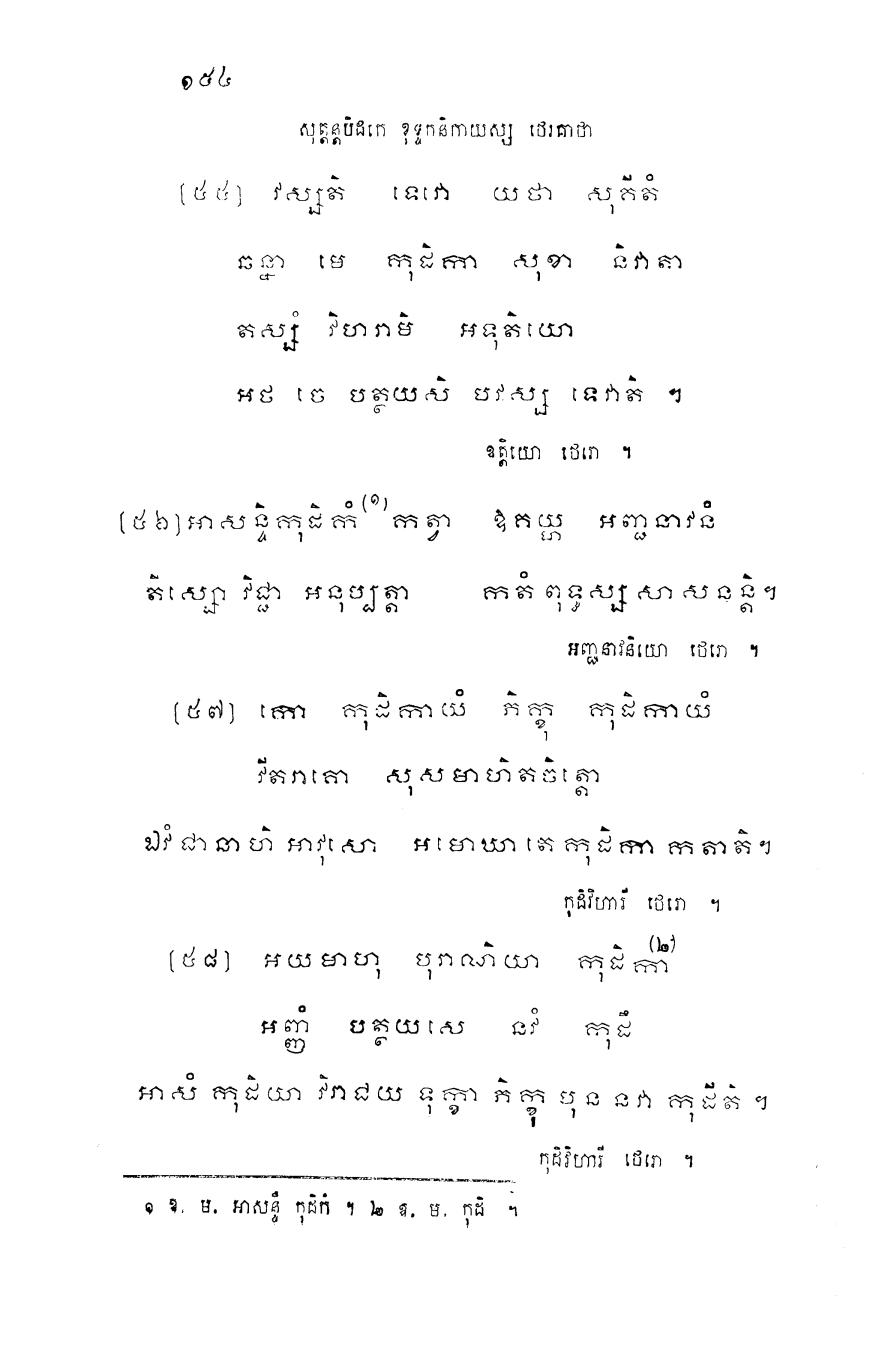 ១៥៤
សុត្តន្តបិដកេ ខុទ្ទកនិកាយស្ស ថេរគាថា
[៥៥] វស្សតិ ទេវោ យថា សុគីតំ
ឆន្នា មេ កុដិកា សុខា និវាតា
តស្សំ វិហរាមិ អទុតិយោ
អថ ចេ បត្ថយសិ បវស្ស ទេវាតិ ។
ឧត្តិយោ ថេរោ ។
[៥៦] អាសន្ទិកុដិកំ(១) កត្វា ឱគយ្ហ អញ្ជនាវនំ
តិស្សោ វិជ្ជា អនុប្បត្តា កតំ ពុទ្ធស្ស សាសនន្តិ។
អញ្ជនាវនិយោ ថេរោ ។
[៥៧] កោ កុដិកាយំ ភិក្ខុ កុដិកាយំ
វីតរាគោ សុសមាហិតចិត្តោ
ឯវំ ជានាហិ អាវុសោ អមោឃា តេ កុដិកា កតាតិ។
កុដិវិហារី ថេរោ ។
[៥៨] អយមាហុ បុរាណិយា កុដិកា(២)
អញ្ញំ បត្ថយសេ នវំ កុដឹ
អាសំ កុដិយា វិរាជយ ទុក្ខា ភិក្ខុ បុន នវា កុដីតិ ។
កុដិវិហារី ថេរោ ។
១ ឱ. ម. អាសន្ទឹ កុដិកំ ។ ២ ឱ. ម. កុដិ ។